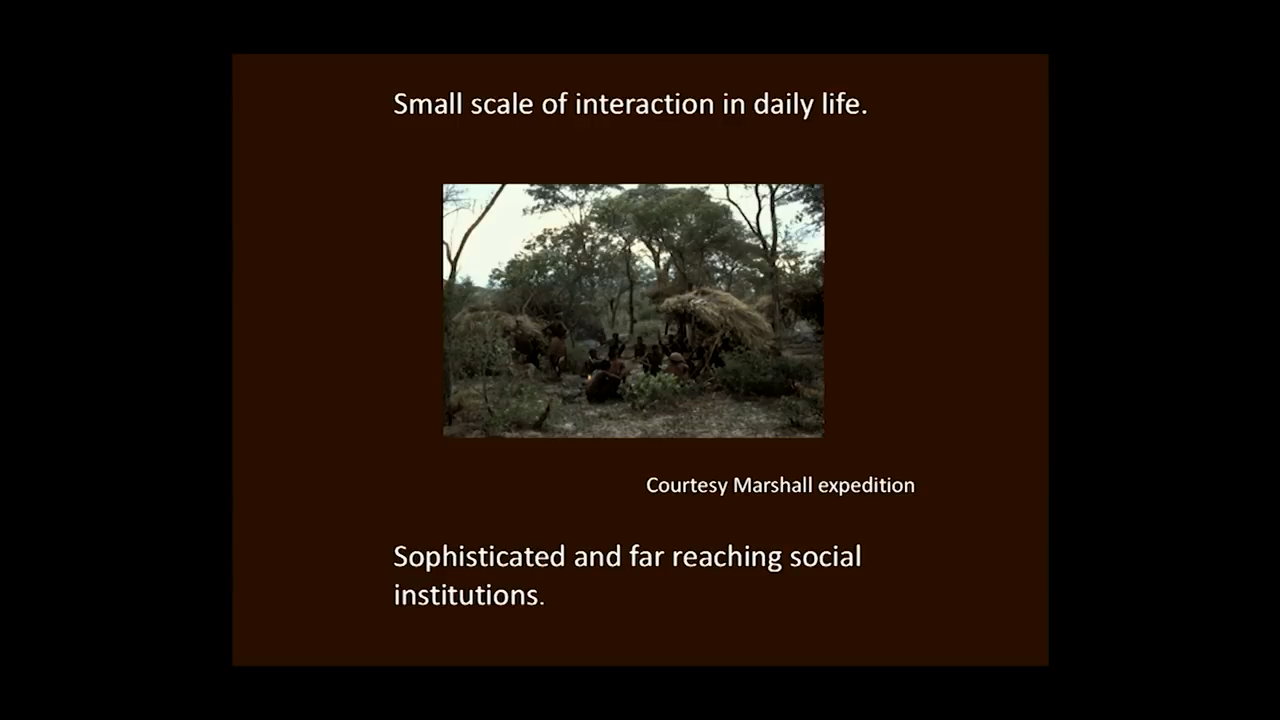 Small scale of interaction in daily life.
Courtesy Marshall expedition
Sophisticated and far reaching social
institutions.